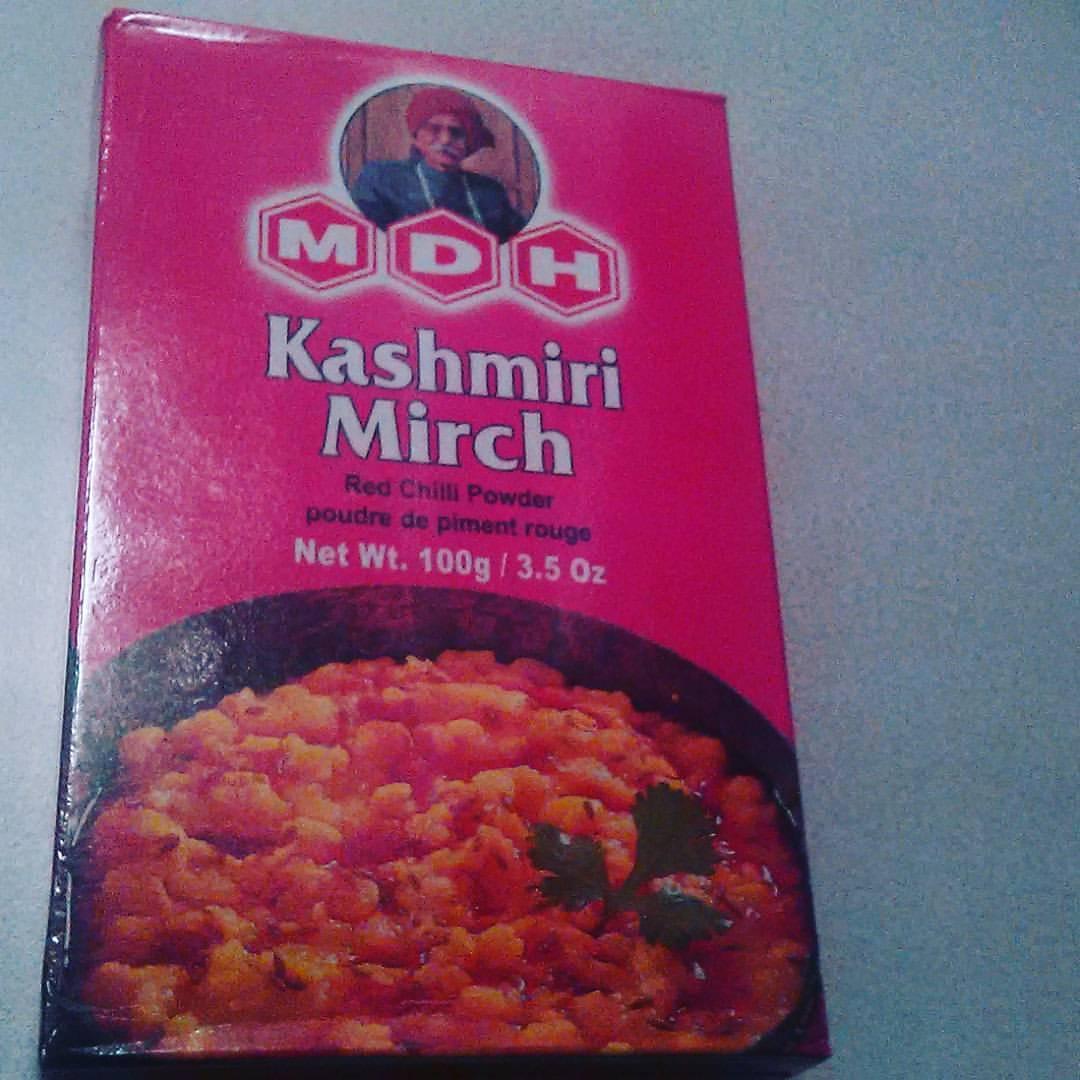 MDH
Kashmiri
Mirch
Red Chilli Powder
poudre de piment rouge
Net Wt. 100g / 3.5 Oz